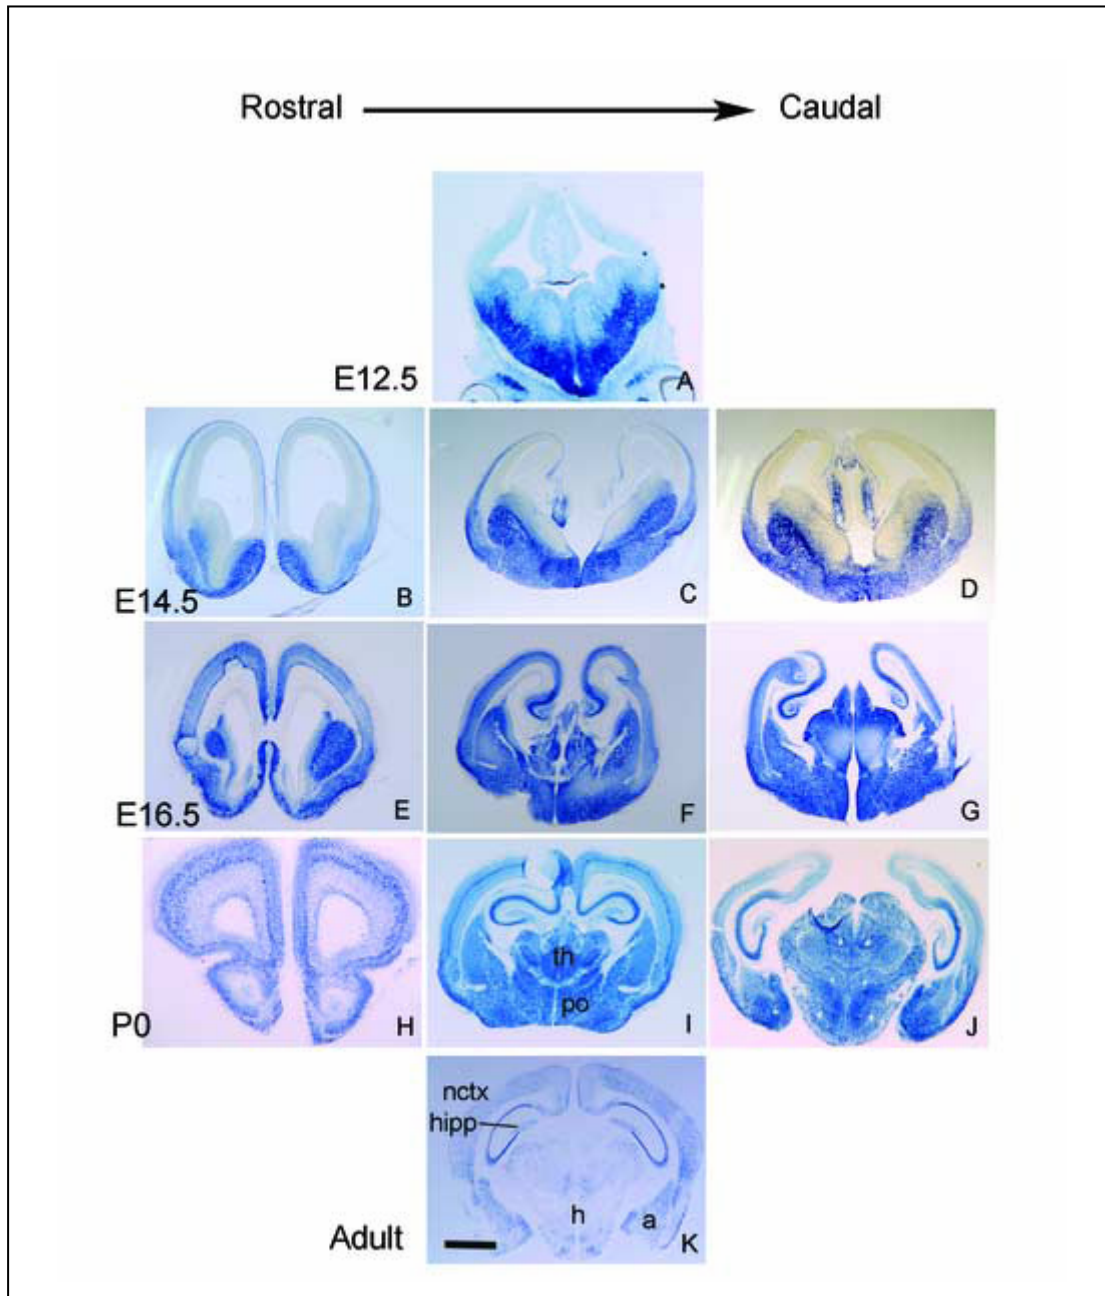 Rostral Caudal
A
E12.5
B C D
E14.5
E F G
E16.5
th
po
H I J
P0
nctx
hipp
h a
K
Adult